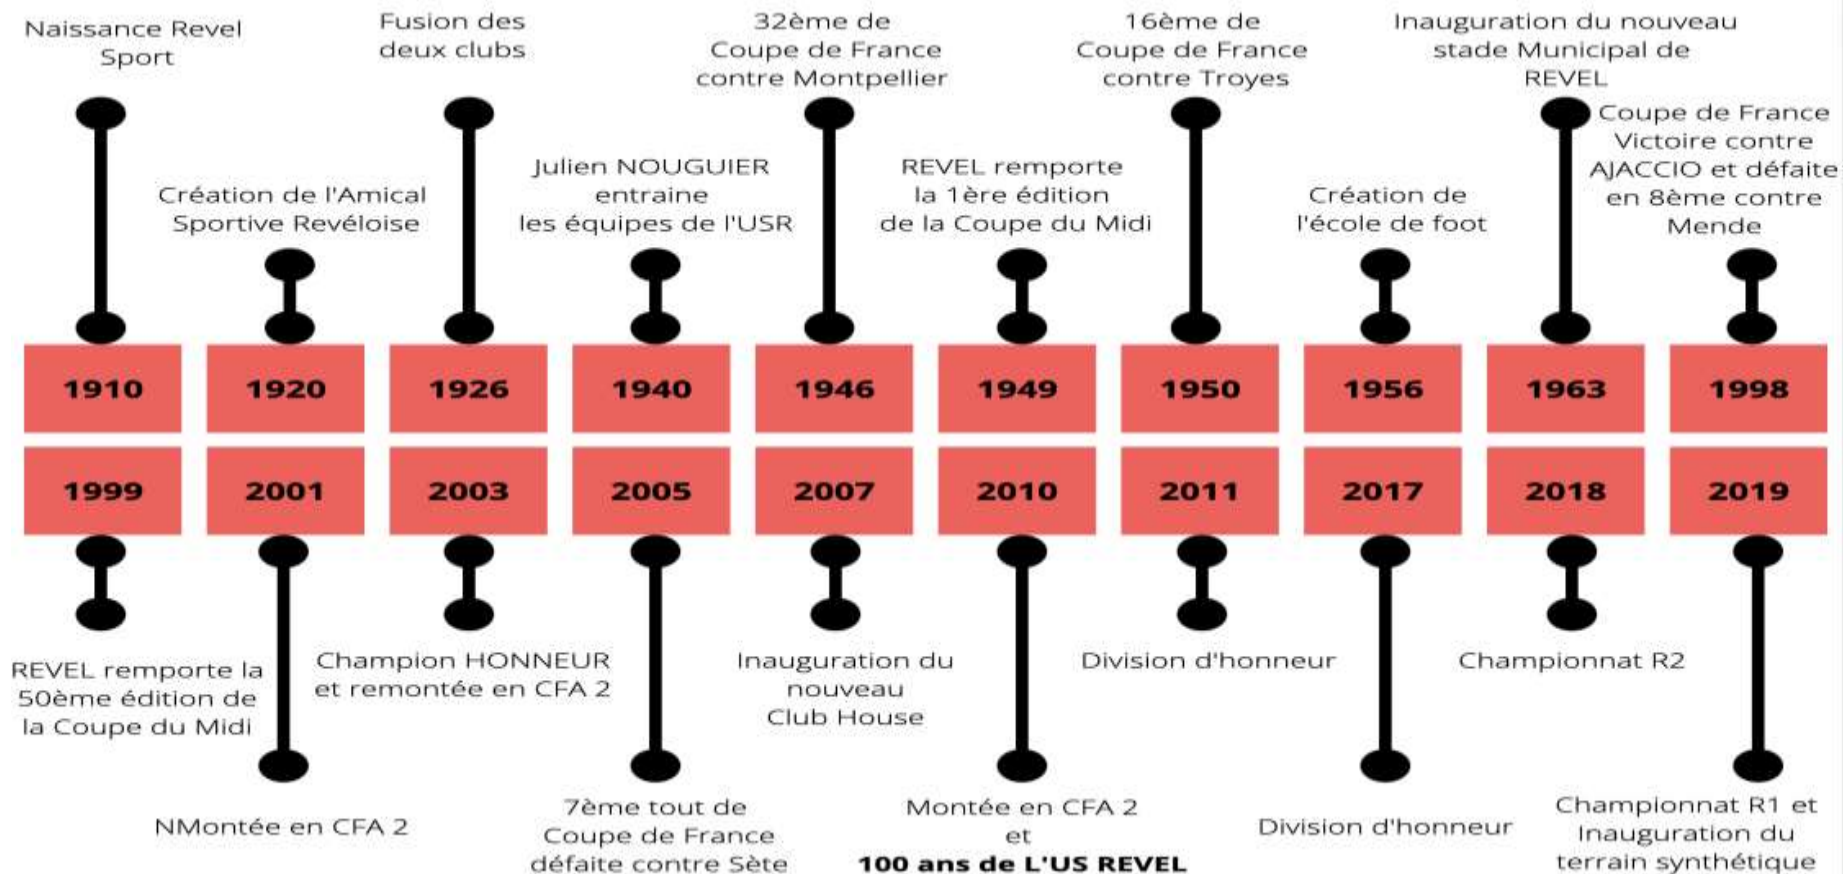 Naissance Revel
Sport
Fusion des
deux clubs
32ème de
Coupe de France
contre Montpellier
16ème de
Coupe de France
contre Troyes
Inauguration du nouveau
stade Municipal de
REVEL
Création de l'Amical
Sportive Revéloise
Julien NOUGUIER
entraine
les équipes de l'USR
REVEL remporte
la 1ère édition
de la Coupe du Midi
Création de
l'école de foot
Coupe de France
Victoire contre
AJACCIO et défaite
en 8ème contre
Mende
1910 1920 1926 1940 1946 1949 1950 1956 1963 1998
1999 2001 2003 2005 2007 2010 2011 2017 2018 2019
REVEL remporte la
50ème édition de
la Coupe du Midi
Champion HONNEUR
et remontée en CFA 2
Inauguration du
nouveau
Club House
Division d'honneur
Championnat R2
NMontée en CFA 2
7ème tout de
Coupe de France
défaite contre Sète
Montée en CFA 2
et
100 ans de L'US REVEL
Division d'honneur
Championnat R1 et
Inauguration du
terrain synthétique